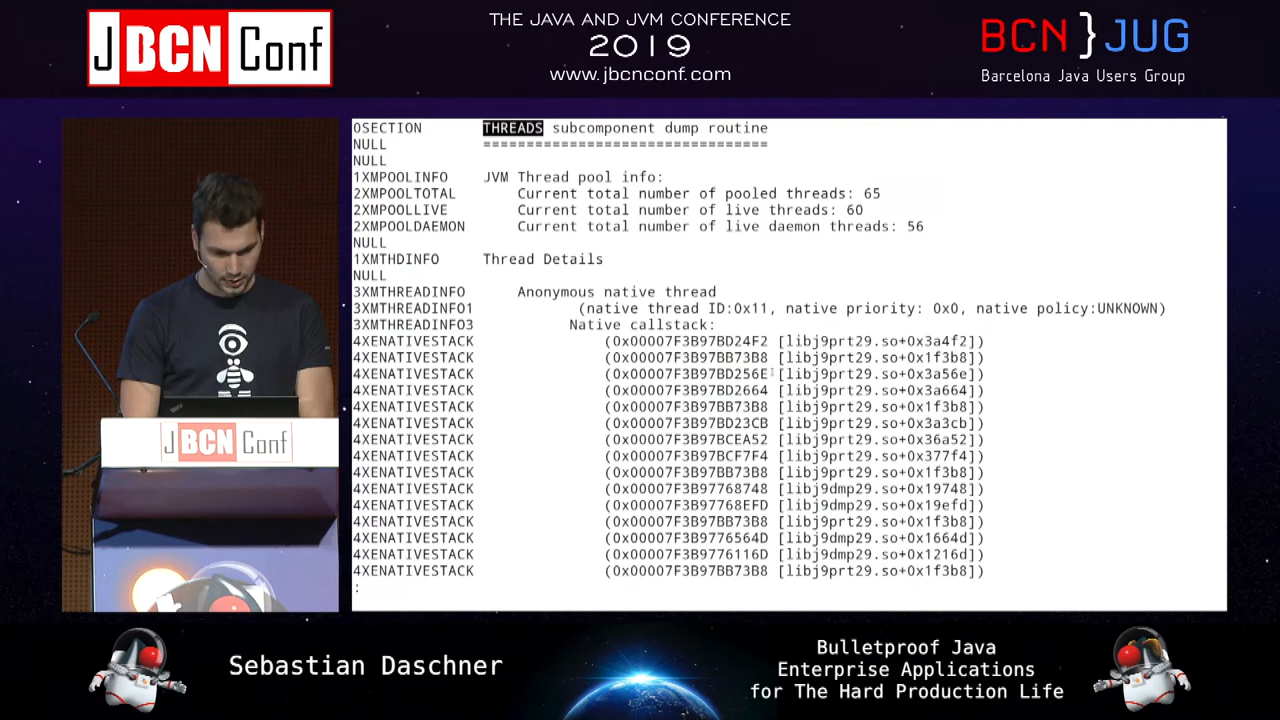 JBCNConf
THE JAVA AND JVM CONFERENCE
2019
www.jbcnconf.com
BCN}JUG
Barcelona Java Users Group
0SECTION       THREADS subcomponent dump routine
NULL           =================================
NULL
1XMPOOLINFO    JVM Thread pool info:
2XMPOOLTOTAL       Current total number of pooled threads: 65
2XMPOOLLIVE        Current total number of live threads: 60
2XMPOOLDAEMON      Current total number of live daemon threads: 56
NULL
1XMTHDINFO     Thread Details
NULL
3XMTHREADINFO      Anonymous native thread
3XMTHREADINFO1            (native thread ID:0x11, native priority: 0x0, native policy:UNKNOWN)
3XMTHREADINFO3           Native callstack:
4XENATIVESTACK               (0x00007F3B97BD24F2 [libj9prt29.so+0x3a4f2])
4XENATIVESTACK               (0x00007F3B97BB73B8 [libj9prt29.so+0x1f3b8])
4XENATIVESTACK               (0x00007F3B97BD256E [libj9prt29.so+0x3a56e])
4XENATIVESTACK               (0x00007F3B97BD2664 [libj9prt29.so+0x3a664])
4XENATIVESTACK               (0x00007F3B97BB73B8 [libj9prt29.so+0x1f3b8])
4XENATIVESTACK               (0x00007F3B97BD23CB [libj9prt29.so+0x3a3cb])
4XENATIVESTACK               (0x00007F3B97BCEA52 [libj9prt29.so+0x36a52])
4XENATIVESTACK               (0x00007F3B97BCF7F4 [libj9prt29.so+0x377f4])
4XENATIVESTACK               (0x00007F3B97BB73B8 [libj9prt29.so+0x1f3b8])
4XENATIVESTACK               (0x00007F3B97768748 [libj9dmp29.so+0x19748])
4XENATIVESTACK               (0x00007F3B97768EFD [libj9dmp29.so+0x19efd])
4XENATIVESTACK               (0x00007F3B97BB73B8 [libj9prt29.so+0x1f3b8])
4XENATIVESTACK               (0x00007F3B9776564D [libj9dmp29.so+0x1664d])
4XENATIVESTACK               (0x00007F3B9776116D [libj9dmp29.so+0x1216d])
4XENATIVESTACK               (0x00007F3B97BB73B8 [libj9prt29.so+0x1f3b8])
:
JBCNConf
Sebastian Daschner
Bulletproof Java
Enterprise Applications
for The Hard Production Life